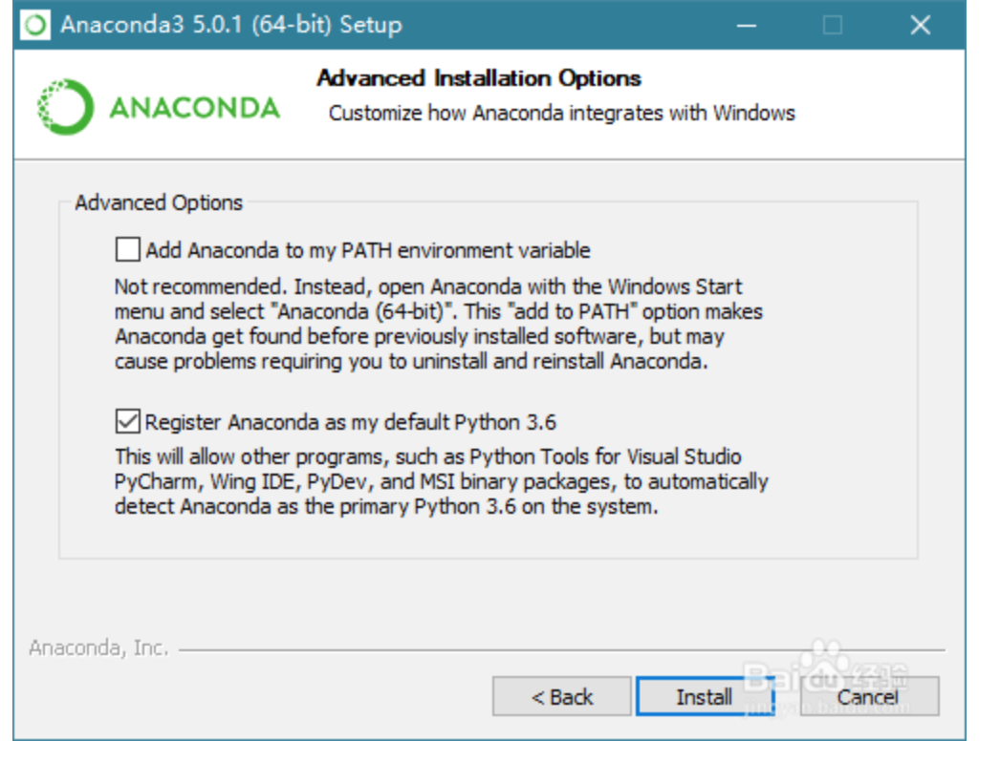 Anaconda3 5.0.1 (64-bit) Setup
ANACONDA
Advanced Installation Options
Customize how Anaconda integrates with Windows
Advanced Options
Add Anaconda to my PATH environment variable
Not recommended. Instead, open Anaconda with the Windows Start
menu and select "Anaconda (64-bit)". This "add to PATH" option makes
Anaconda get found before previously installed software, but may
cause problems requiring you to uninstall and reinstall Anaconda.
Register Anaconda as my default Python 3.6
This will allow other programs, such as Python Tools for Visual Studio
PyCharm, Wing IDE, PyDev, and MSI binary packages, to automatically
detect Anaconda as the primary Python 3.6 on the system.
Anaconda, Inc.
< Back
Install
Cancel
Baidu 经验
jingyan.baidu.com